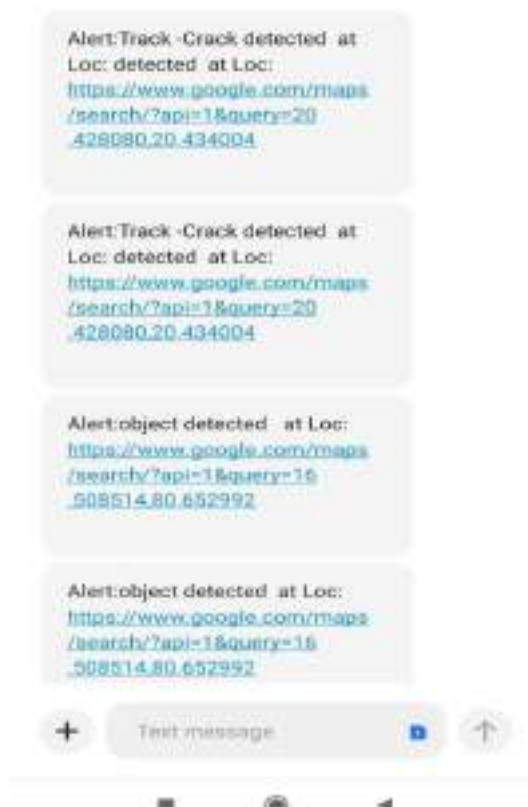 Alert:Track -Crack detected  at
Loc: detected  at Loc:
https://www.google.com/maps
/search/?api=1&query=20
.428080,20.434004
Alert:Track -Crack detected  at
Loc: detected  at Loc:
https://www.google.com/maps
/search/?api=1&query=20
.428080,20.434004
Alert:object detected   at Loc:
https://www.google.com/maps
/search/?api=1&query=16
.508514,80.652992
Alert:object detected  at Loc:
https://www.google.com/maps
/search/?api=1&query=16
.508514,80.652992
Text message